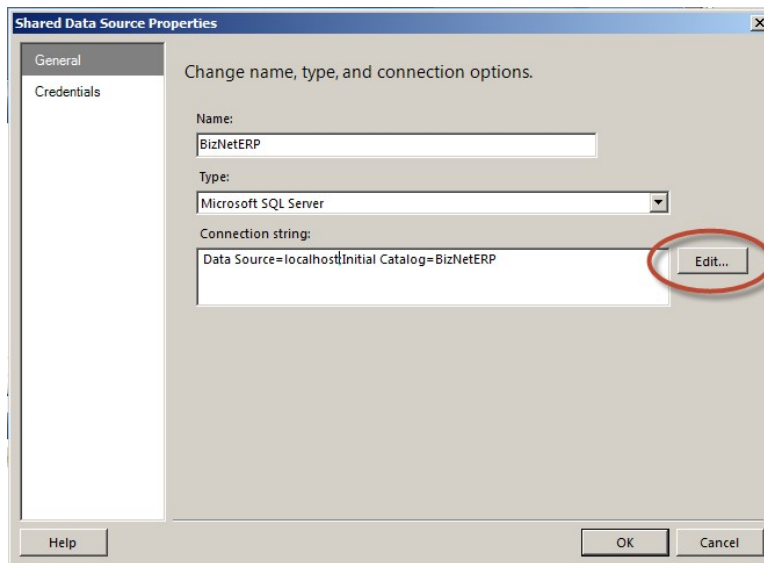 Shared Data Source Properties
General
Credentials
Change name, type, and connection options.
Name:
BizNetERP
Type:
Microsoft SQL Server
Connection string:
Data Source=localhost;Initial Catalog=BizNetERP
Edit...
Help
OK
Cancel